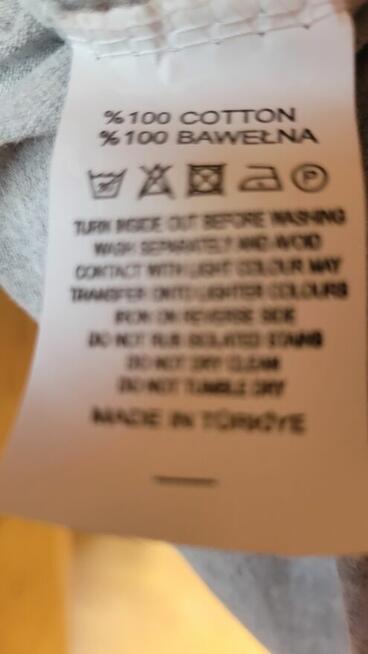 %100 COTTON
%100 BAWEŁNA
P
TURN INSIDE OUT BEFORE WASHING
WASH SEPARATELY AND AVOID
CONTACT WITH LIGHT COLOUR MAY
TRANSFER ONTO LIGHTER COLOURS
IRON ON REVERSE SIDE
DO NOT RUB ISOLATED STAINS
DO NOT DRY CLEAN
DO NOT TUMBLE DRY
MADE IN TÜRKİYE